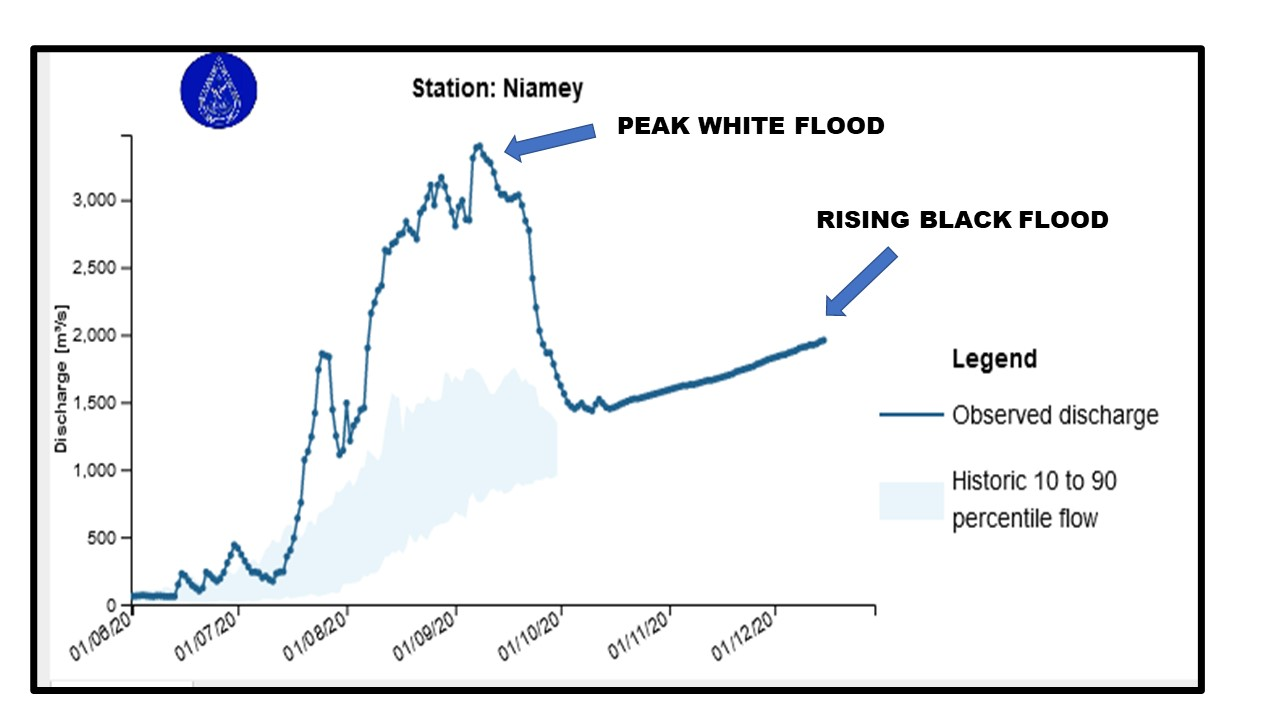 Station: Niamey
PEAK WHITE FLOOD
RISING BLACK FLOOD
Discharge [m³/s]
3,000
2,500
2,000
1,500
1,000
500
0
01/06/20
01/07/20
01/08/20
01/09/20
01/10/20
01/11/20
01/12/20
Legend
Observed discharge
Historic 10 to 90
percentile flow